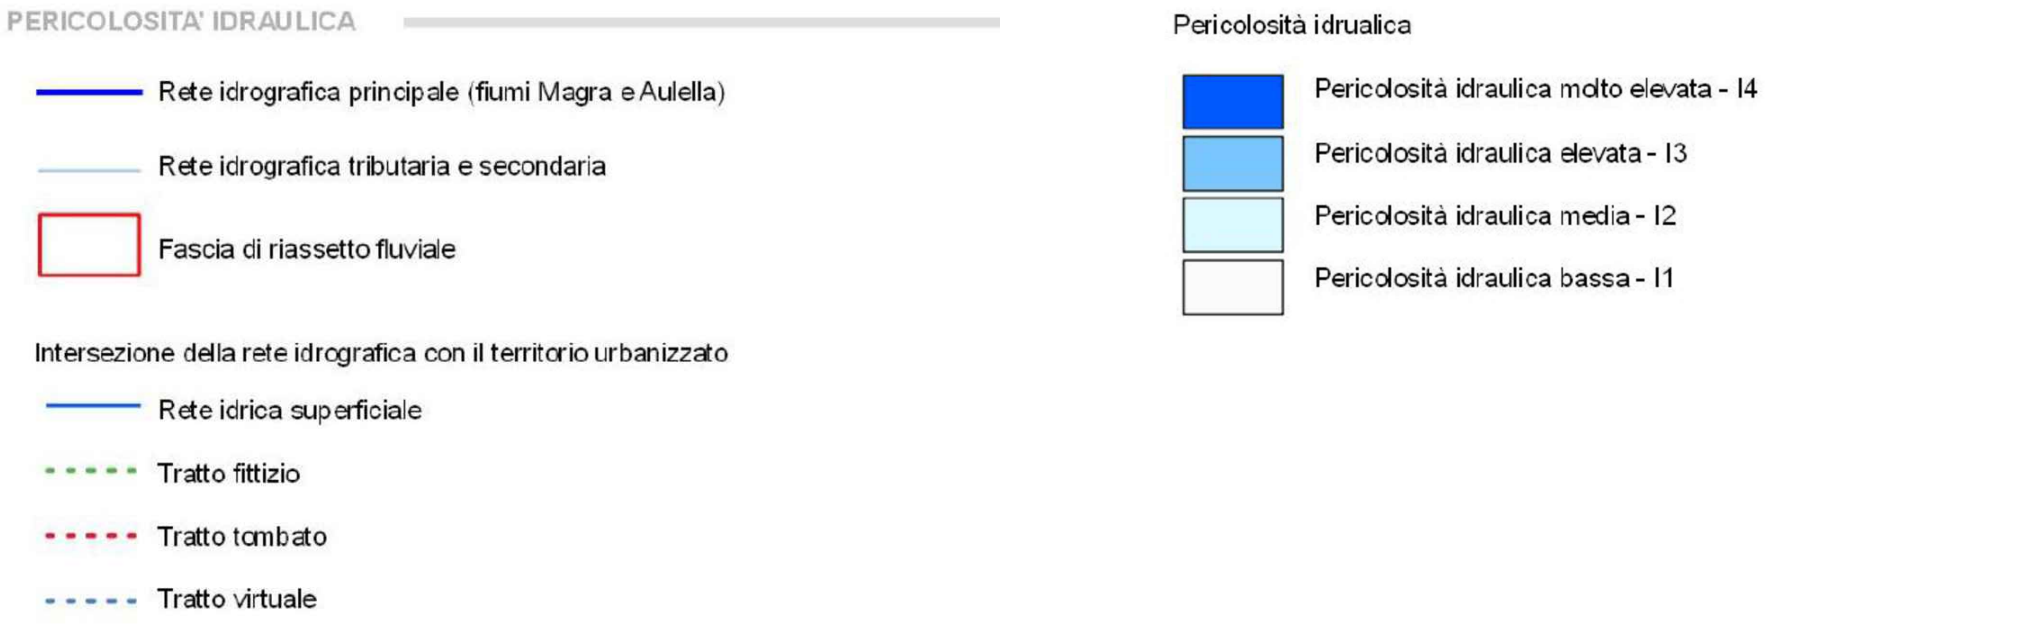 PERICOLOSITA' IDRAULICA
Rete idrografica principale (fiumi Magra e Aulella)
Rete idrografica tributaria e secondaria
Fascia di riassetto fluviale
Intersezione della rete idrografica con il territorio urbanizzato
Rete idrica superficiale
Tratto fittizio
Tratto tombato
Tratto virtuale
Pericolosità idrualica
Pericolosità idraulica molto elevata - I4
Pericolosità idraulica elevata - I3
Pericolosità idraulica media - I2
Pericolosità idraulica bassa - I1